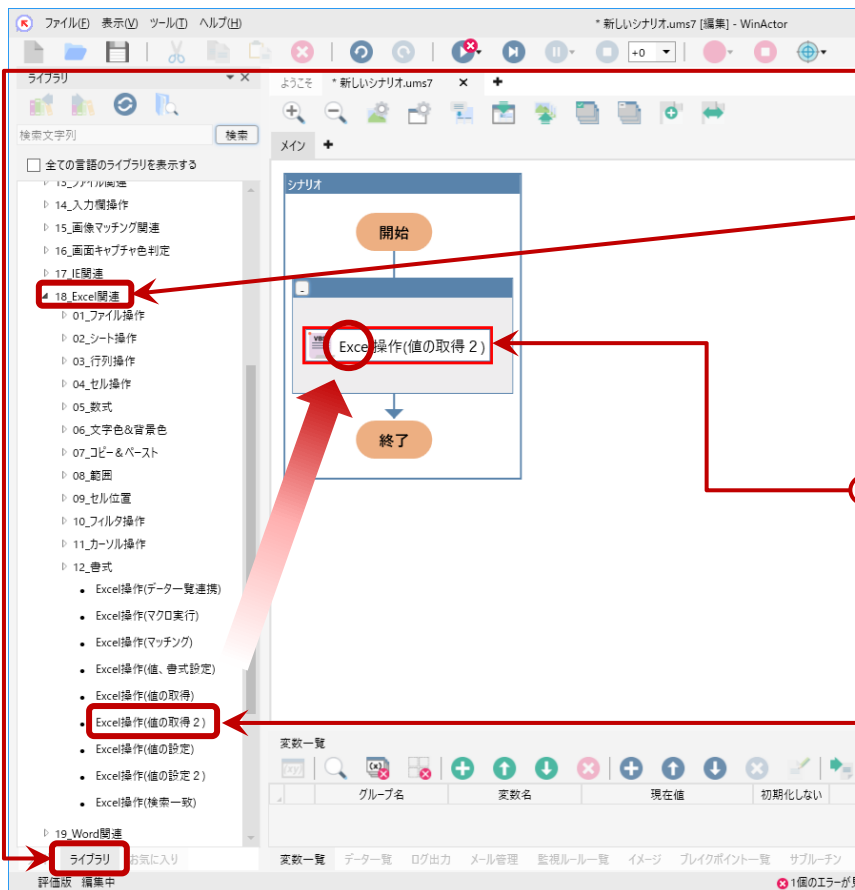 ファイル(F) 表示(V) ツール(T) ヘルプ(H)
* 新しいシナリオ.ums7 [編集] - WinActor
+0
ライブラリ
ようこそ * 新しいシナリオ.ums7
検索文字列 検索
メイン
全ての言語のライブラリを表示する
13_ファイル関連
14_入力欄操作
15_画像マッチング関連
16_画面キャプチャ色判定
17_IE関連
18_Excel関連
01_ファイル操作
02_シート操作
03_行列操作
04_セル操作
05_数式
06_文字色&背景色
07_コピー&ペースト
08_範囲
09_セル位置
10_フィルタ操作
11_カーソル操作
12_書式
Excel操作(データ一覧連携)
Excel操作(マクロ実行)
Excel操作(マッチング)
Excel操作(値、書式設定)
Excel操作(値の取得)
Excel操作(値の取得２)
Excel操作(値の設定)
Excel操作(値の設定２)
Excel操作(検索一致)
19_Word関連
ライブラリ お気に入り
評価版 編集中
シナリオ
開始
Excel操作(値の取得２)
終了
変数一覧
グループ名 変数名 現在値 初期化しない
変数一覧 データ一覧 ログ出力 メール管理 監視ルール一覧 イメージ ブレイクポイント一覧 サブルーチン
1個のエラーが